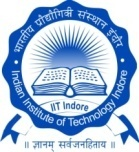 भारतीय प्रौद्योगिकी संस्थान इंदौर
Indian Institute of Technology Indore
IIT Indore
॥ ज्ञानम् सर्वजनहिताय ॥